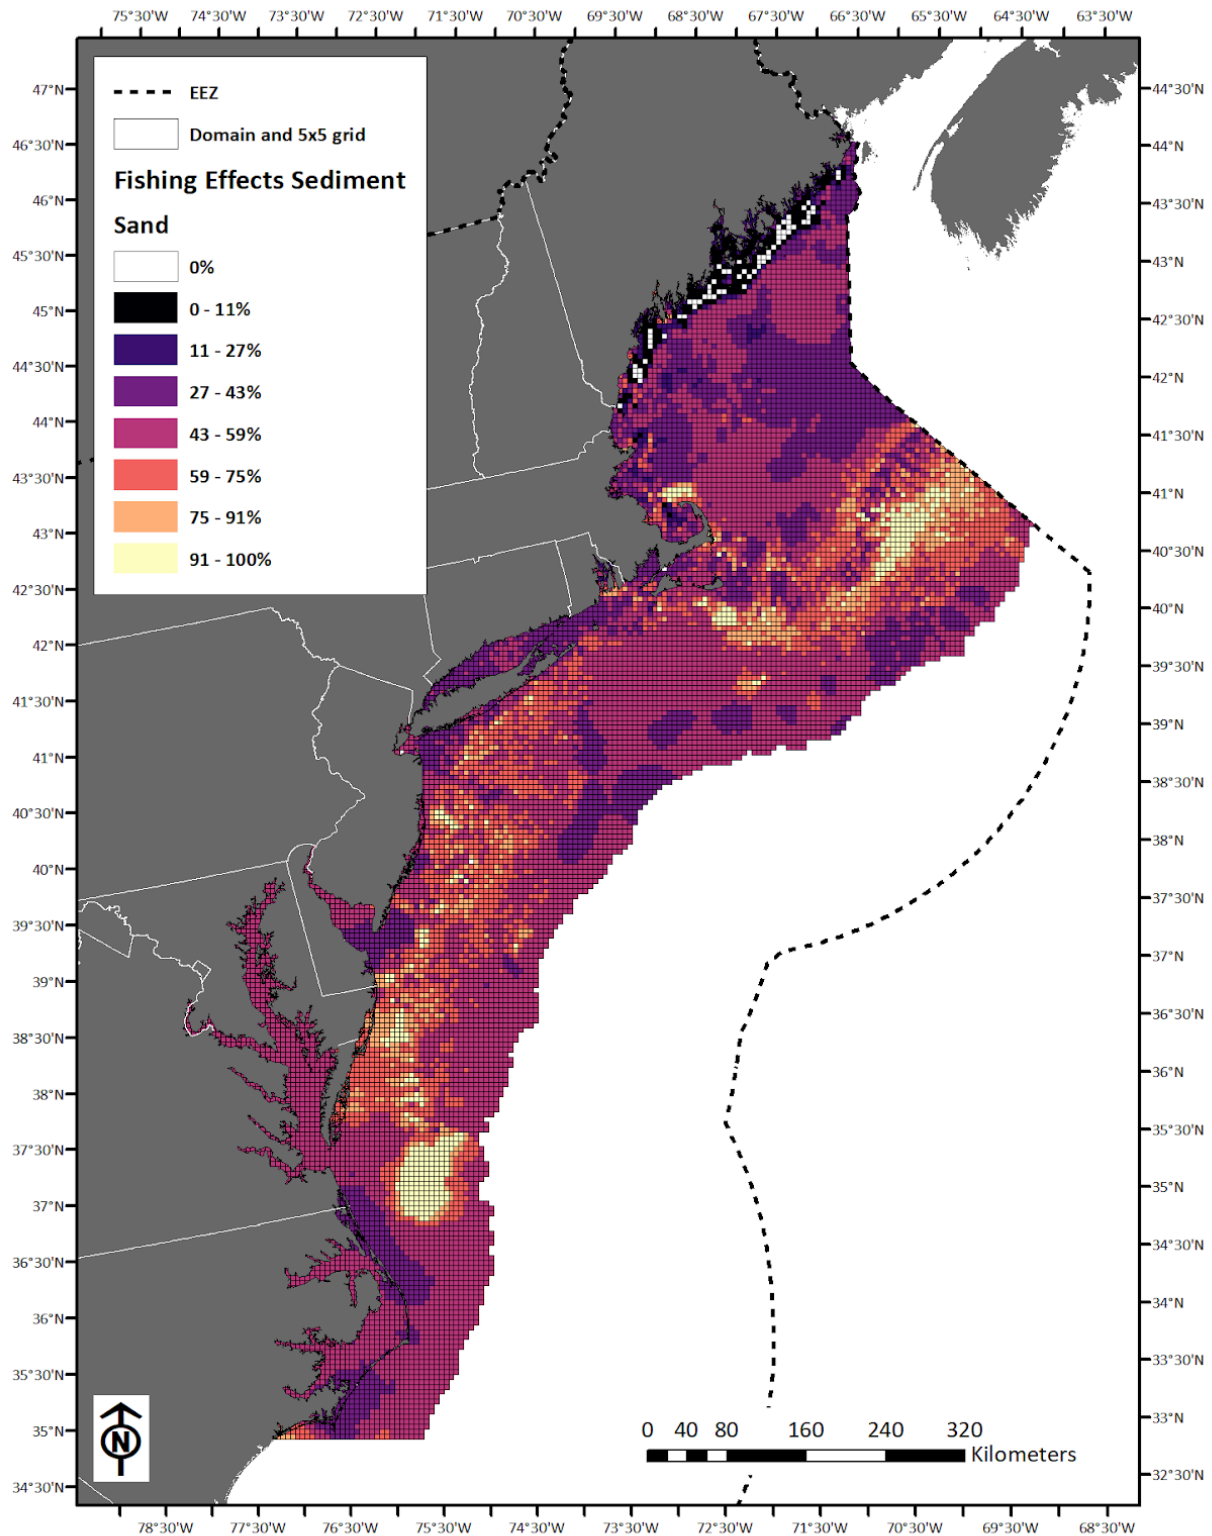 75°30'W 74°30'W 73°30'W 72°30'W 71°30'W 70°30'W 69°30'W 68°30'W 67°30'W 66°30'W 65°30'W 64°30'W 63°30'W
EEZ
Domain and 5x5 grid
Fishing Effects Sediment
Sand
0%
0 - 11%
11 - 27%
27 - 43%
43 - 59%
59 - 75%
75 - 91%
91 - 100%
47°N
46°30'N
46°N
45°30'N
45°N
44°30'N
44°N
43°30'N
43°N
42°30'N
42°N
41°30'N
41°N
40°30'N
40°N
39°30'N
39°N
38°30'N
38°N
37°30'N
37°N
36°30'N
36°N
35°30'N
35°N
34°30'N
44°30'N
44°N
43°30'N
43°N
42°30'N
42°N
41°30'N
41°N
40°30'N
40°N
39°30'N
39°N
38°30'N
38°N
37°30'N
37°N
36°30'N
36°N
35°30'N
35°N
34°30'N
34°N
33°30'N
33°N
32°30'N
N
0 40 80 160 240 320
Kilometers
78°30'W 77°30'W 76°30'W 75°30'W 74°30'W 73°30'W 72°30'W 71°30'W 70°30'W 69°30'W 68°30'W